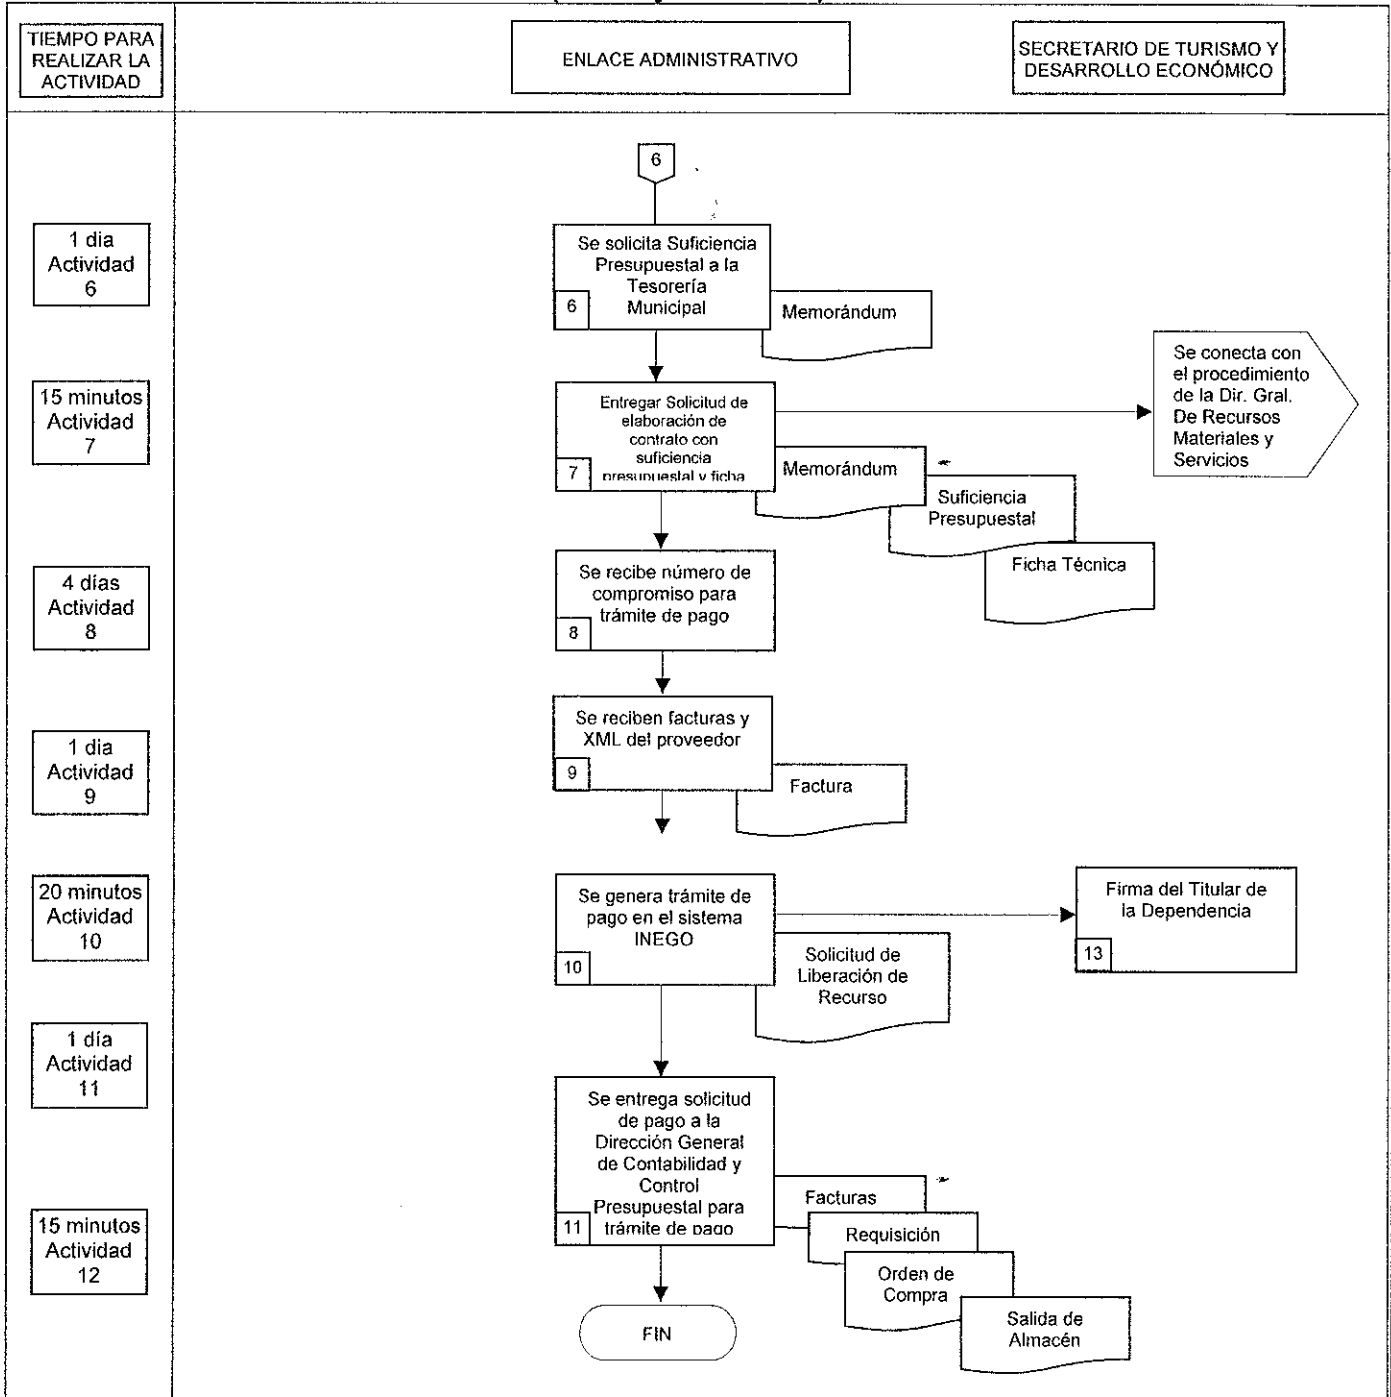 TIEMPO PARA
REALIZAR LA
ACTIVIDAD
ENLACE ADMINISTRATIVO
SECRETARIO DE TURISMO Y
DESARROLLO ECONÓMICO
6
1 dia
Actividad
6
Se solicita Suficiencia
Presupuestal a la
Tesorería
Municipal
6
Memorándum
15 minutos
Actividad
7
Entregar Solicitud de
elaboración de
contrato con
suficiencia
presupuestal y ficha
7
Memorándum
Suficiencia
Presupuestal
Ficha Técnica
Se conecta con
el procedimiento
de la Dir. Gral.
De Recursos
Materiales y
Servicios
4 días
Actividad
8
Se recibe número de
compromiso para
trámite de pago
8
1 dia
Actividad
9
Se reciben facturas y
XML del proveedor
9
Factura
20 minutos
Actividad
10
Se genera trámite de
pago en el sistema
INEGO
10
Solicitud de
Liberación de
Recurso
Firma del Titular de
la Dependencia
13
1 día
Actividad
11
Se entrega solicitud
de pago a la
Dirección General
de Contabilidad y
Control
Presupuestal para
trámite de pago
11
Facturas
Requisición
Orden de
Compra
Salida de
Almacén
15 minutos
Actividad
12
FIN